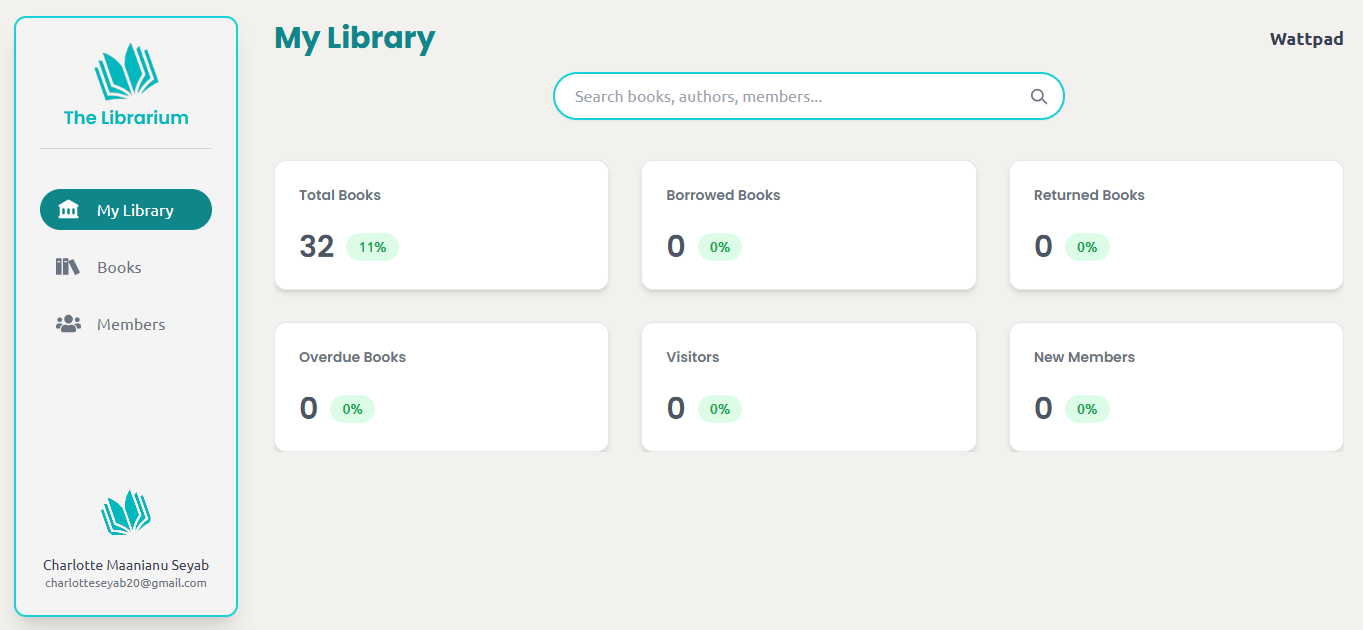 The Librarium
My Library
Books
Members
Charlotte Maanianu Seyab
charlotteseyab20@gmail.com
My Library
Wattpad
Search books, authors, members...
Total Books
32 11%
Borrowed Books
0 0%
Returned Books
0 0%
Overdue Books
0 0%
Visitors
0 0%
New Members
0 0%